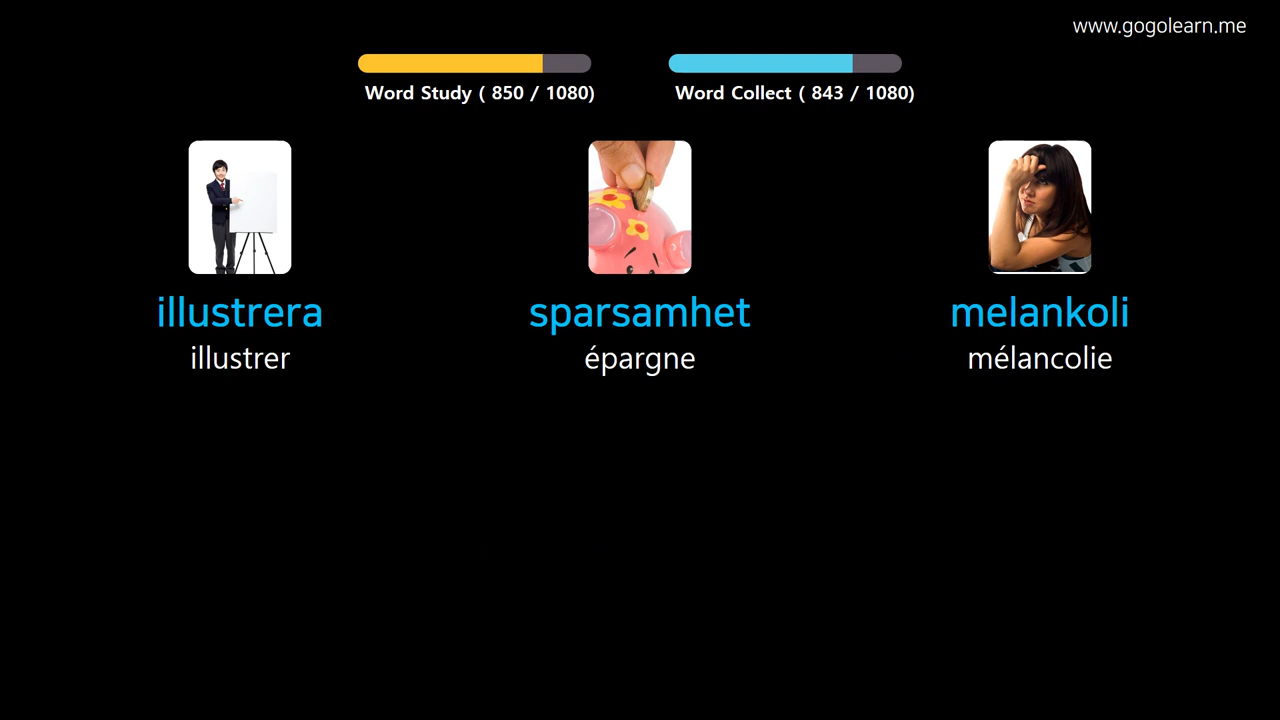 www.gogolearn.me
Word Study ( 850 / 1080)
Word Collect ( 843 / 1080)
illustrera
illustrer
sparsamhet
épargne
melankoli
mélancolie